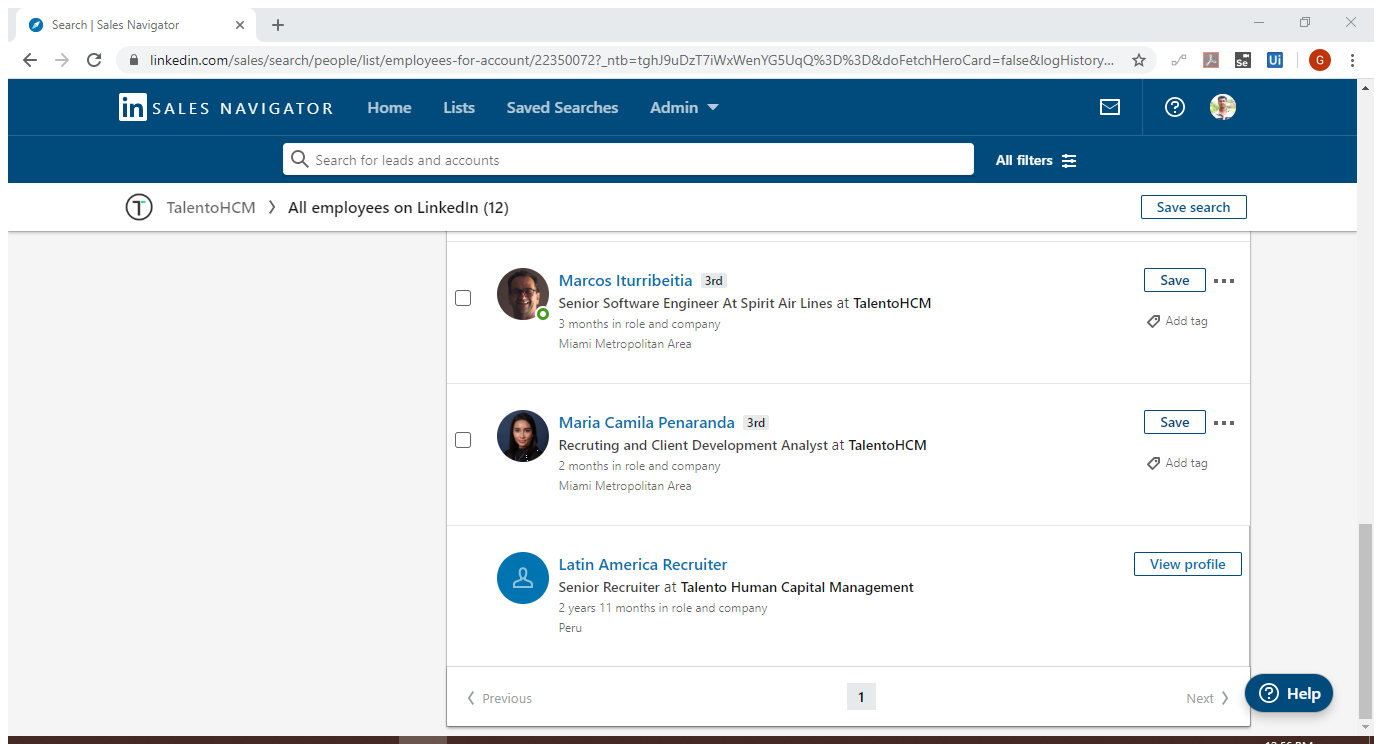 Search | Sales Navigator
linkedin.com/sales/search/people/list/employees-for-account/22350072?_ntb=tghJ9uDzT7iWxWenYG5UqQ%3D%3D&doFetchHeroCard=false&logHistory...
Se
Ui
G
in SALES NAVIGATOR Home Lists Saved Searches Admin
Search for leads and accounts
All filters
T TalentoHCM > All employees on LinkedIn (12)
Save search
Marcos Iturribeitia 3rd
Save
Senior Software Engineer At Spirit Air Lines at TalentoHCM
3 months in role and company
Add tag
Miami Metropolitan Area
Maria Camila Penaranda 3rd
Save
Recruting and Client Development Analyst at TalentoHCM
2 months in role and company
Add tag
Miami Metropolitan Area
Latin America Recruiter
View profile
Senior Recruiter at Talento Human Capital Management
2 years 11 months in role and company
Peru
Previous
1
Next
Help